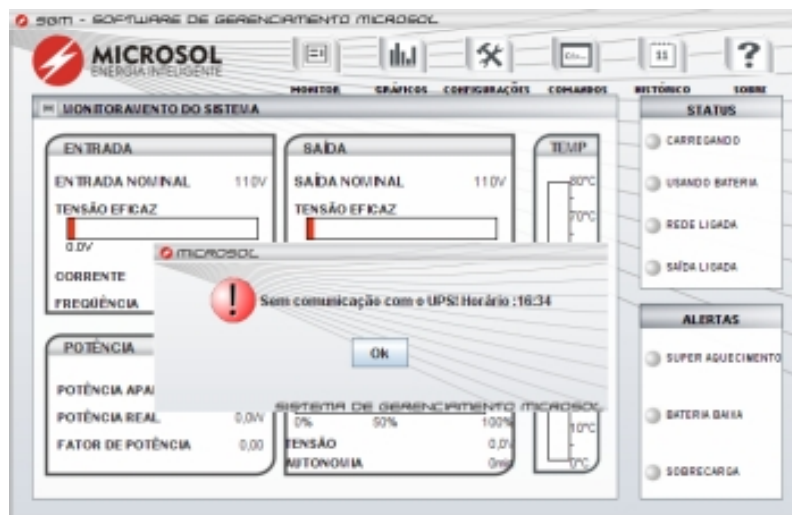 SGM - SOFTWARE DE GERENCIAMENTO MICROSOL
MICROSOL
ENERGIA INTELIGENTE
11
?
MONITOR GRÁFICOS CONFIGURAÇÕES COMANDOS HISTÓRICO SOBRE
MONITORAMENTO DO SISTEMA
ENTRADA
ENTRADA NOMINAL 110V
TENSÃO EFICAZ
0.0V
CORRENTE
FREQÜÊNCIA
SAÍDA
SAÍDA NOMINAL 110V
TENSÃO EFICAZ
TEMP
80°C
70°C
10°C
0°C
MICROSOL
Sem comunicação com o UPS! Horário :16:34
Ok
SISTEMA DE GERENCIAMENTO MICROSOL
POTÊNCIA
POTÊNCIA APA
POTÊNCIA REAL 0,0W
FATOR DE POTÊNCIA 0,00
0% 50% 100%
TENSÃO 0,0
AUTONOMIA 0min
STATUS
CARREGANDO
USANDO BATERIA
REDE LIGADA
SAÍDA LIGADA
ALERTAS
SUPER AQUECIMENTO
BATERIA BAIXA
SOBRECARGA